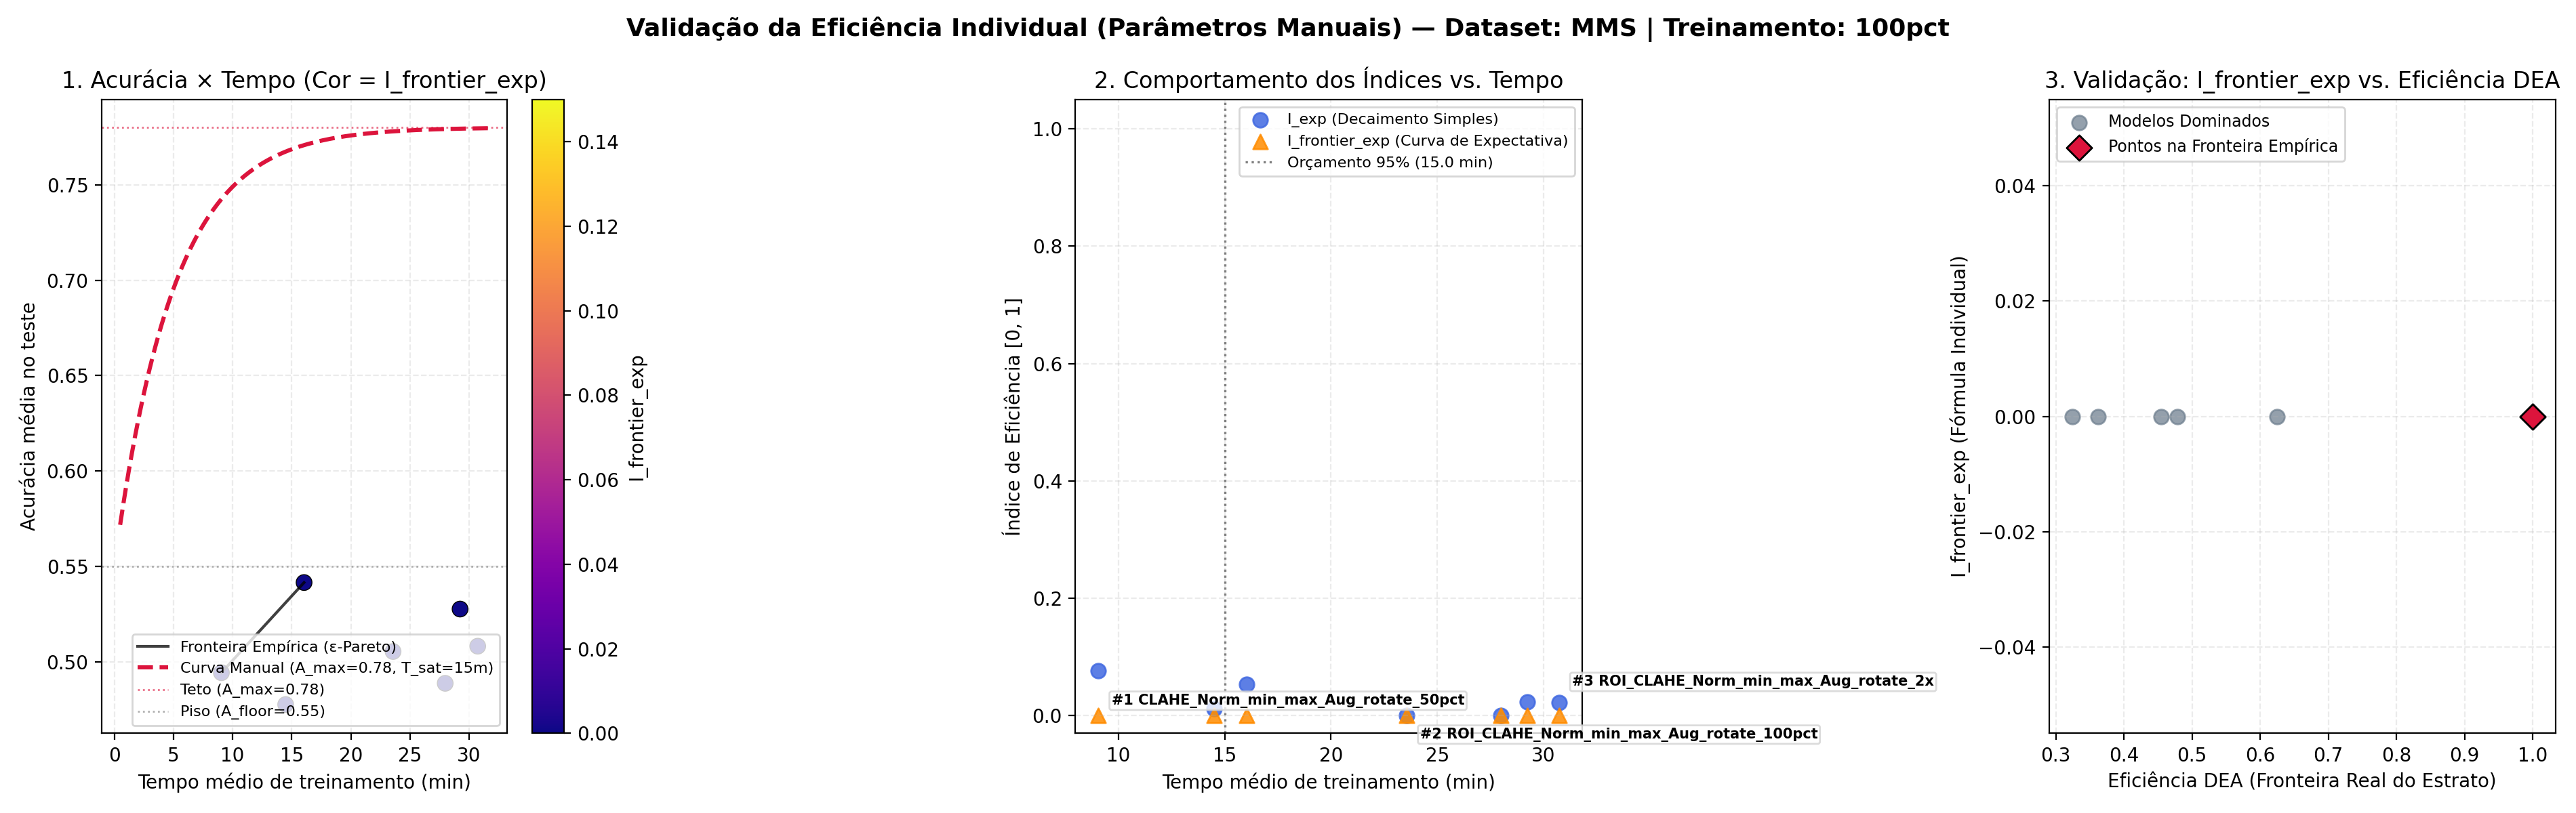 Validação da Eficiência Individual (Parâmetros Manuais) — Dataset: MMS | Treinamento: 100pct
1. Acurácia × Tempo (Cor = I_frontier_exp)
Acurácia média no teste
0.75
0.70
0.65
0.60
0.55
0.50
Fronteira Empírica (ε-Pareto)
Curva Manual (A_max=0.78, T_sat=15m)
Teto (A_max=0.78)
Piso (A_floor=0.55)
0 5 10 15 20 25 30
Tempo médio de treinamento (min)
0.14
0.12
0.10
0.08
0.06
0.04
0.02
0.00
I_frontier_exp
2. Comportamento dos Índices vs. Tempo
Índice de Eficiência [0, 1]
1.0
0.8
0.6
0.4
0.2
0.0
I_exp (Decaimento Simples)
I_frontier_exp (Curva de Expectativa)
Orçamento 95% (15.0 min)
#3 ROI_CLAHE_Norm_min_max_Aug_rotate_2x
#1 CLAHE_Norm_min_max_Aug_rotate_50pct
#2 ROI_CLAHE_Norm_min_max_Aug_rotate_100pct
10 15 20 25 30
Tempo médio de treinamento (min)
3. Validação: I_frontier_exp vs. Eficiência DEA
I_frontier_exp (Fórmula Individual)
0.04
0.02
0.00
−0.02
−0.04
Modelos Dominados
Pontos na Fronteira Empírica
0.3 0.4 0.5 0.6 0.7 0.8 0.9 1.0
Eficiência DEA (Fronteira Real do Estrato)